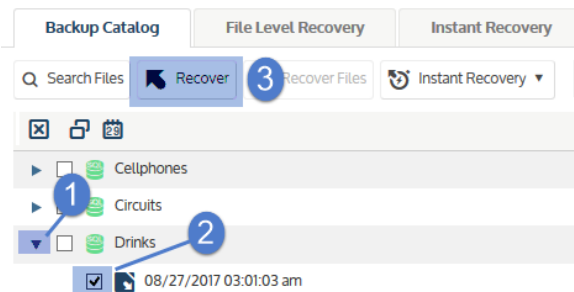 Backup Catalog File Level Recovery Instant Recovery
Search Files Recover 3 Recover Files Instant Recovery
29
Cellphones
1
Circuits
2
Drinks
08/27/2017 03:01:03 am